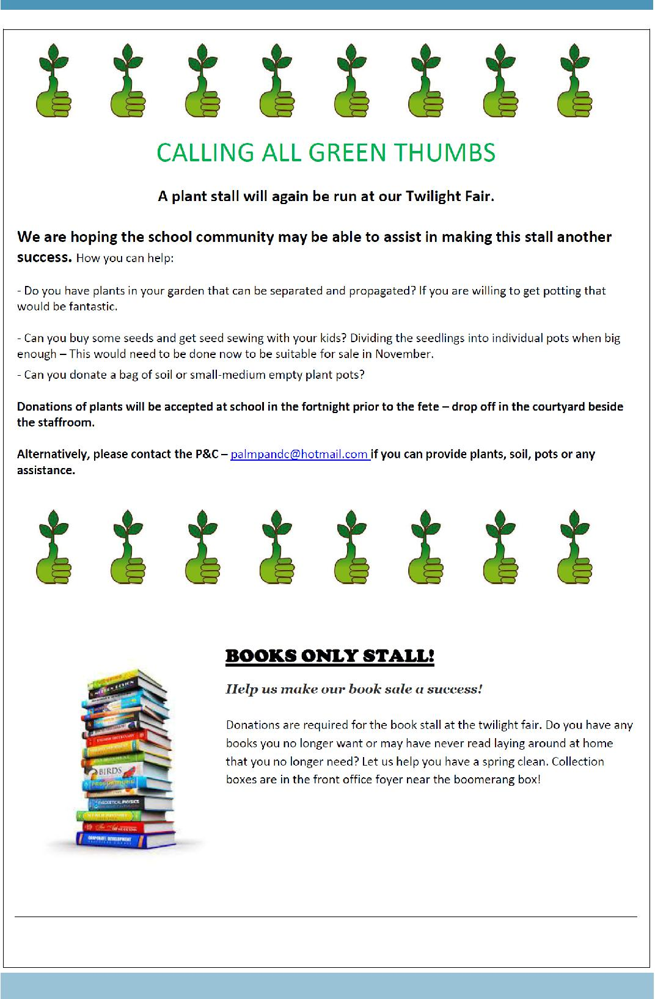 CALLING ALL GREEN THUMBS
A plant stall will again be run at our Twilight Fair.
We are hoping the school community may be able to assist in making this stall another
success. How you can help:
- Do you have plants in your garden that can be separated and propagated? If you are willing to get potting that
would be fantastic.
- Can you buy some seeds and get seed sewing with your kids? Dividing the seedlings into individual pots when big
enough – This would need to be done now to be suitable for sale in November.
- Can you donate a bag of soil or small-medium empty plant pots?
Donations of plants will be accepted at school in the fortnight prior to the fete – drop off in the courtyard beside
the staffroom.
Alternatively, please contact the P&C – palmpandc@hotmail.com if you can provide plants, soil, pots or any
assistance.
BOOKS ONLY STALL!
Help us make our book sale a success!
Donations are required for the book stall at the twilight fair. Do you have any
books you no longer want or may have never read laying around at home
that you no longer need? Let us help you have a spring clean. Collection
boxes are in the front office foyer near the boomerang box!
ENGLISH DICTIONARY
BIRDS
THEORETICAL PHYSICS
The Art OF SUCCESS
CORPORATE DEVELOPMENT